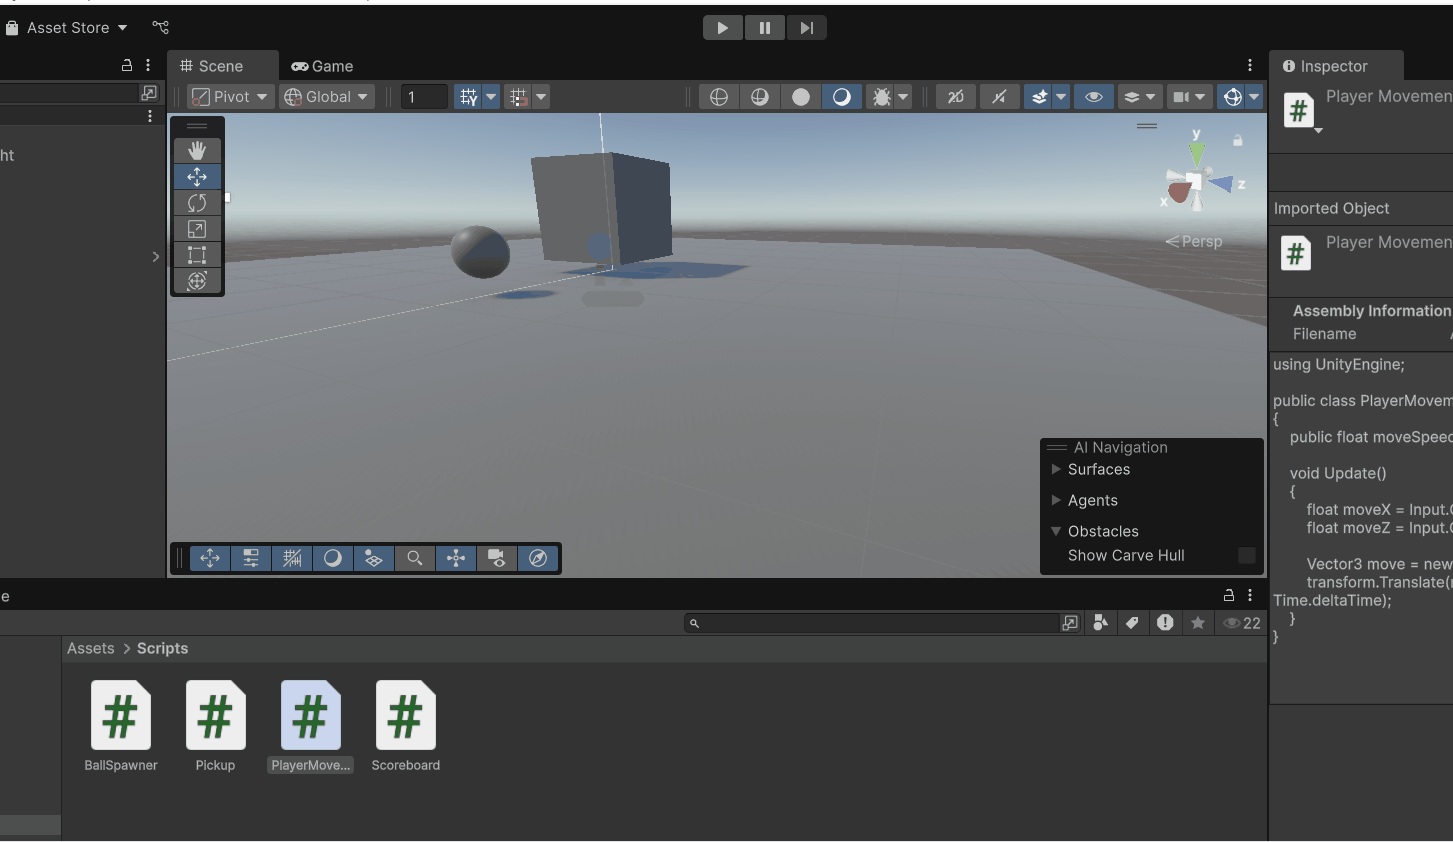 Asset Store
Scene
Game
Inspector
Pivot
Global
1
2D
Player Movemen
ht
y
z
x
Persp
Imported Object
Player Movemen
Assembly Information
Filename
using UnityEngine;
public class PlayerMovem
{
public float moveSpeed
void Update()
{
float moveX = Input.G
float moveZ = Input.G
Vector3 move = new
transform.Translate(
Time.deltaTime);
}
}
AI Navigation
Surfaces
Agents
Obstacles
Show Carve Hull
e
22
Assets > Scripts
BallSpawner
Pickup
PlayerMove...
Scoreboard